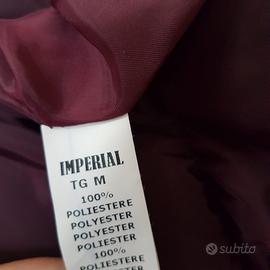 IMPERIAL
TG M
100%
POLIESTERE
POLYESTER
POLYESTER
POLIESTER
100%
POLIESTERE
subito